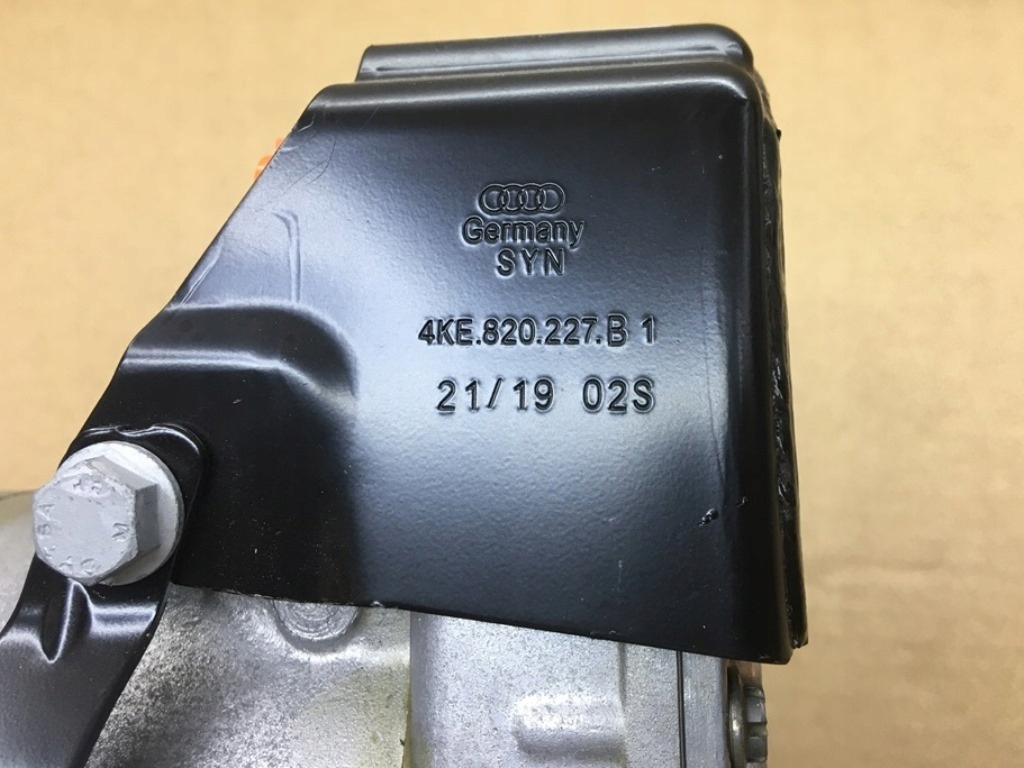 Germany
SYN
4KE.820.227.B 1
21/19 02S